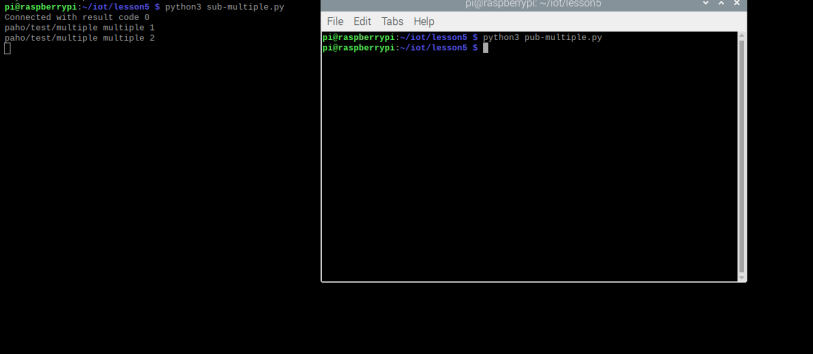 pi@raspberrypi:~/iot/lesson5 $ python3 sub-multiple.py
Connected with result code 0
paho/test/multiple multiple 1
paho/test/multiple multiple 2
pi@raspberrypi: ~/iot/lesson5
File Edit Tabs Help
pi@raspberrypi:~/iot/lesson5 $ python3 pub-multiple.py
pi@raspberrypi:~/iot/lesson5 $